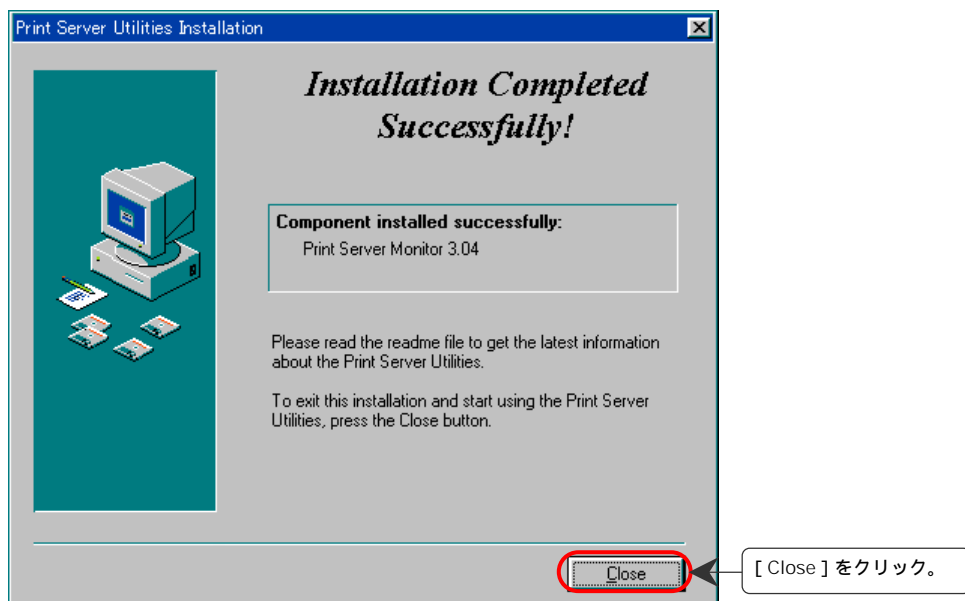 Print Server Utilities Installation
Installation Completed
Successfully!
Component installed successfully:
Print Server Monitor 3.04
Please read the readme file to get the latest information
about the Print Server Utilities.
To exit this installation and start using the Print Server
Utilities, press the Close button.
Close
[ Close ] をクリック。